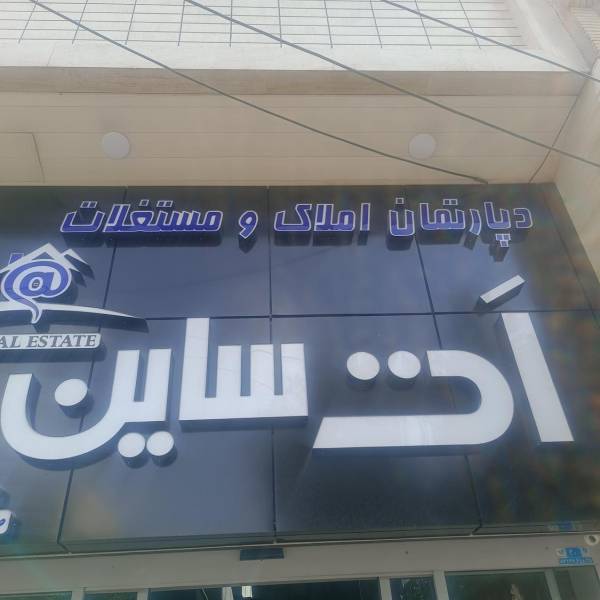 دپارتمان املاک و مستغلات
اَت ساین
@
AL ESTATE